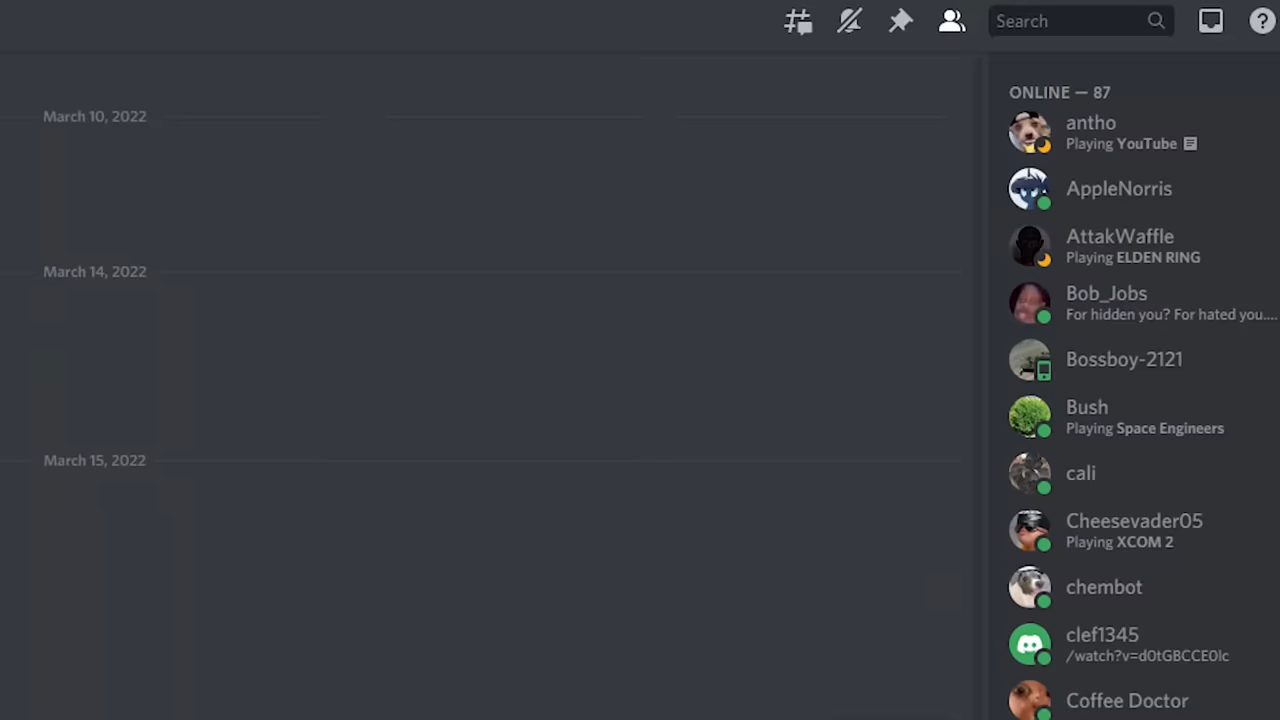 Search
?
March 10, 2022
March 14, 2022
March 15, 2022
ONLINE — 87
antho
Playing YouTube
AppleNorris
AttakWaffle
Playing ELDEN RING
Bob_Jobs
For hidden you? For hated you....
Bossboy-2121
Bush
Playing Space Engineers
cali
Cheesevader05
Playing XCOM 2
chembot
clef1345
/watch?v=d0tGBCCE0lc
Coffee Doctor